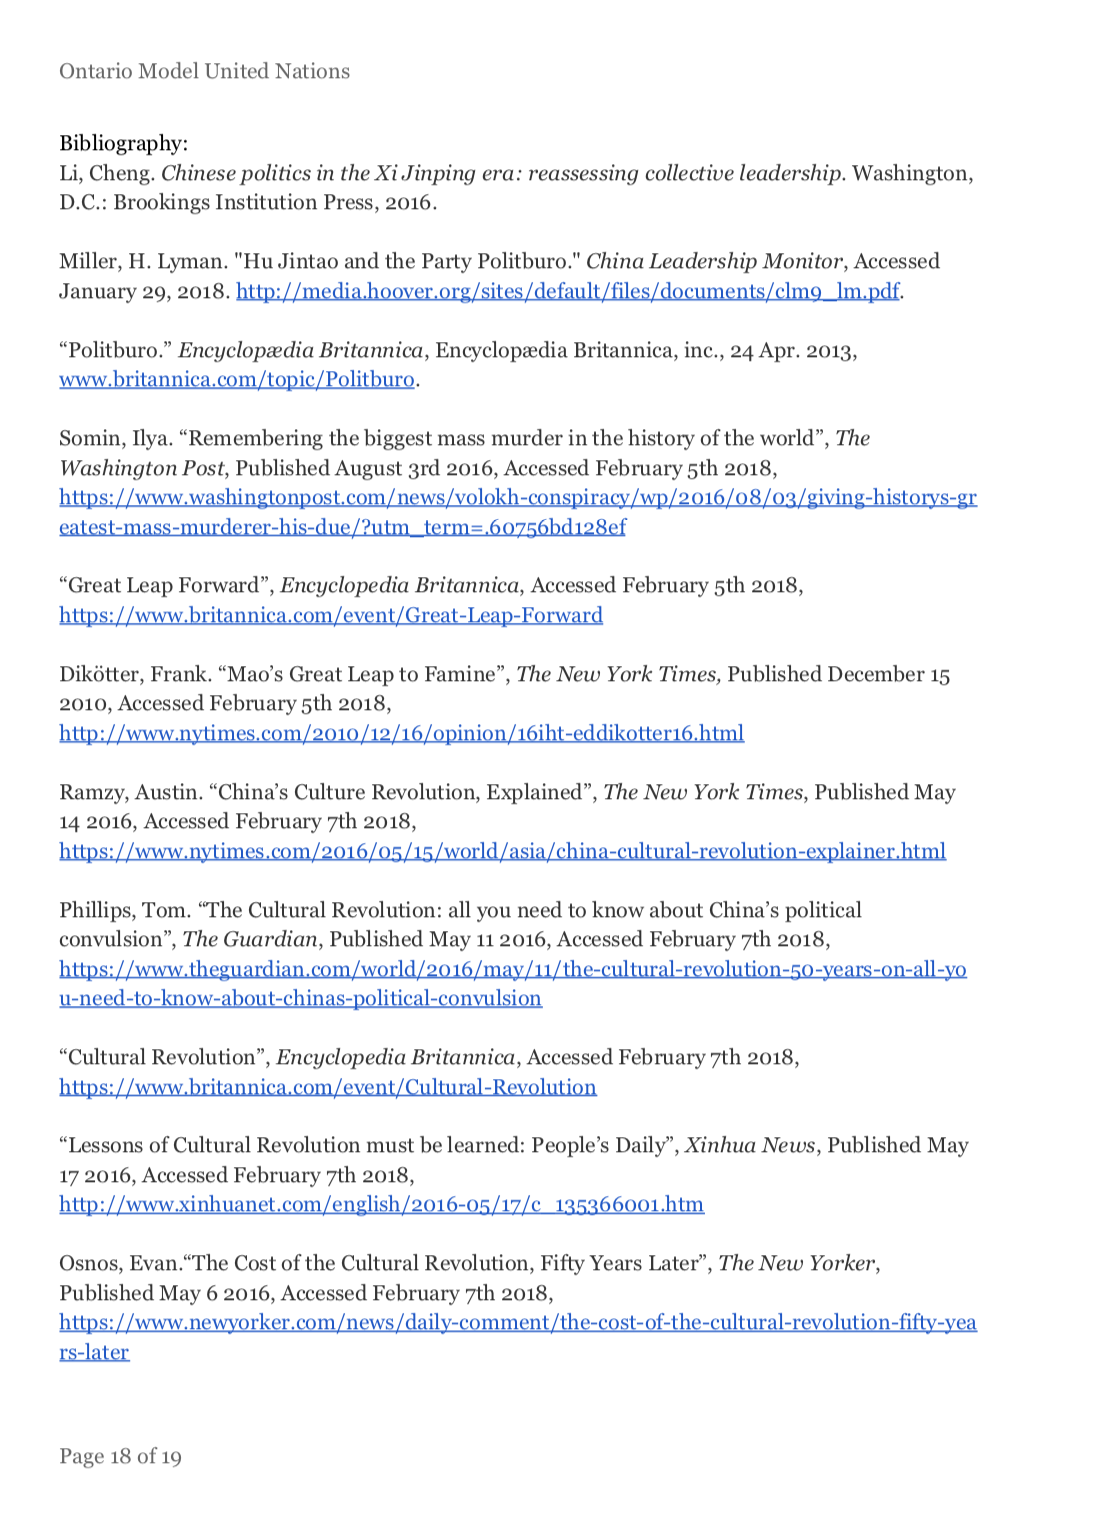 Ontario Model United Nations
Bibliography:
Li, Cheng. Chinese politics in the Xi Jinping era: reassessing collective leadership. Washington,
D.C.: Brookings Institution Press, 2016.
Miller, H. Lyman. "Hu Jintao and the Party Politburo." China Leadership Monitor, Accessed
January 29, 2018. http://media.hoover.org/sites/default/files/documents/clm9_lm.pdf.
“Politburo.” Encyclopædia Britannica, Encyclopædia Britannica, inc., 24 Apr. 2013,
www.britannica.com/topic/Politburo.
Somin, Ilya. “Remembering the biggest mass murder in the history of the world”, The
Washington Post, Published August 3rd 2016, Accessed February 5th 2018,
https://www.washingtonpost.com/news/volokh-conspiracy/wp/2016/08/03/giving-historys-gr
eatest-mass-murderer-his-due/?utm_term=.60756bd128ef
“Great Leap Forward”, Encyclopedia Britannica, Accessed February 5th 2018,
https://www.britannica.com/event/Great-Leap-Forward
Dikötter, Frank. “Mao’s Great Leap to Famine”, The New York Times, Published December 15
2010, Accessed February 5th 2018,
http://www.nytimes.com/2010/12/16/opinion/16iht-eddikotter16.html
Ramzy, Austin. “China’s Culture Revolution, Explained”, The New York Times, Published May
14 2016, Accessed February 7th 2018,
https://www.nytimes.com/2016/05/15/world/asia/china-cultural-revolution-explainer.html
Phillips, Tom. “The Cultural Revolution: all you need to know about China’s political
convulsion”, The Guardian, Published May 11 2016, Accessed February 7th 2018,
https://www.theguardian.com/world/2016/may/11/the-cultural-revolution-50-years-on-all-yo
u-need-to-know-about-chinas-political-convulsion
“Cultural Revolution”, Encyclopedia Britannica, Accessed February 7th 2018,
https://www.britannica.com/event/Cultural-Revolution
“Lessons of Cultural Revolution must be learned: People’s Daily”, Xinhua News, Published May
17 2016, Accessed February 7th 2018,
http://www.xinhuanet.com/english/2016-05/17/c_135366001.htm
Osnos, Evan.“The Cost of the Cultural Revolution, Fifty Years Later”, The New Yorker,
Published May 6 2016, Accessed February 7th 2018,
https://www.newyorker.com/news/daily-comment/the-cost-of-the-cultural-revolution-fifty-yea
rs-later
Page 18 of 19